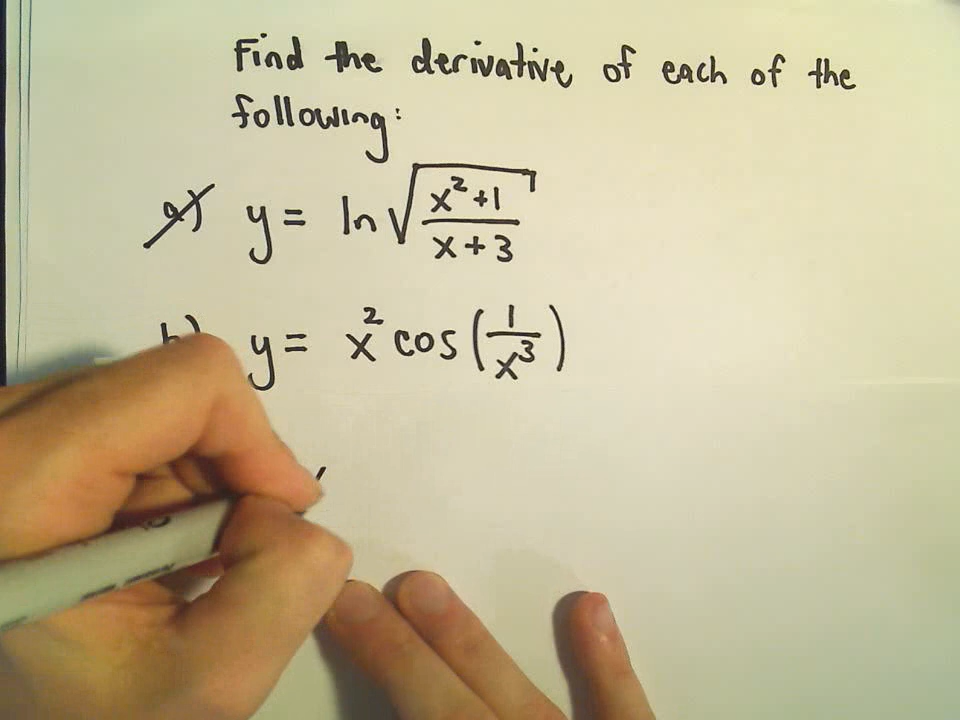 Find the derivative of each of the
following:
a) y = ln√((x²+1)/(x+3))
b) y = x² cos(1/x³)